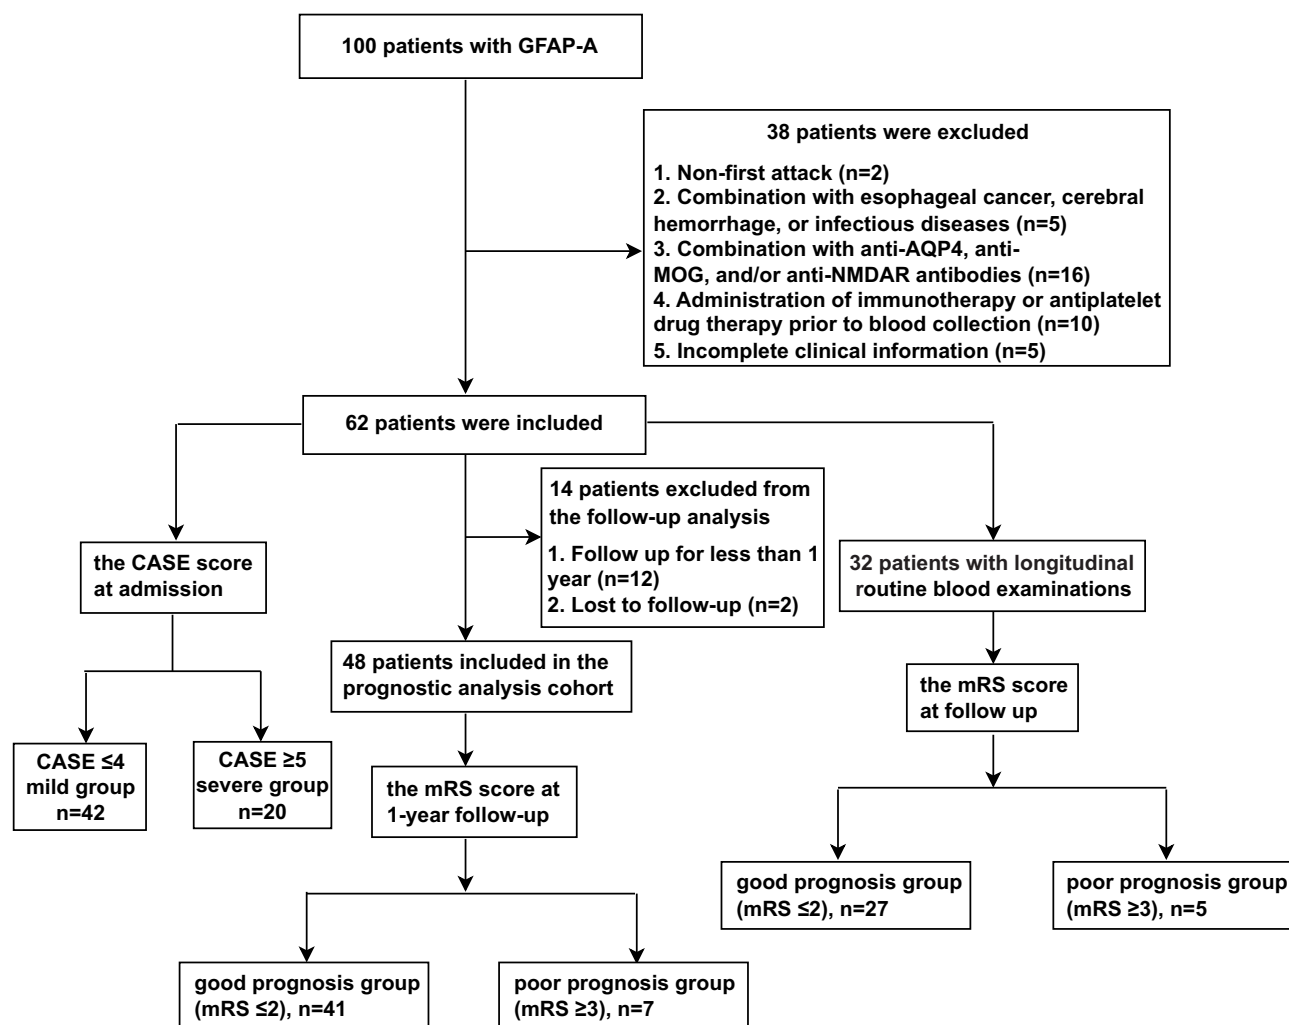 100 patients with GFAP-A
38 patients were excluded
1. Non-first attack (n=2)
2. Combination with esophageal cancer, cerebral
hemorrhage, or infectious diseases (n=5)
3. Combination with anti-AQP4, anti-
MOG, and/or anti-NMDAR antibodies (n=16)
4. Administration of immunotherapy or antiplatelet
drug therapy prior to blood collection (n=10)
5. Incomplete clinical information (n=5)
62 patients were included
14 patients excluded from
the follow-up analysis
1. Follow up for less than 1
year (n=12)
2. Lost to follow-up (n=2)
the CASE score
at admission
32 patients with longitudinal
routine blood examinations
48 patients included in the
prognostic analysis cohort
the mRS score
at follow up
CASE ≤4
mild group
n=42
CASE ≥5
severe group
n=20
the mRS score at
1-year follow-up
good prognosis group
(mRS ≤2), n=27
poor prognosis group
(mRS ≥3), n=5
good prognosis group
(mRS ≤2), n=41
poor prognosis group
(mRS ≥3), n=7